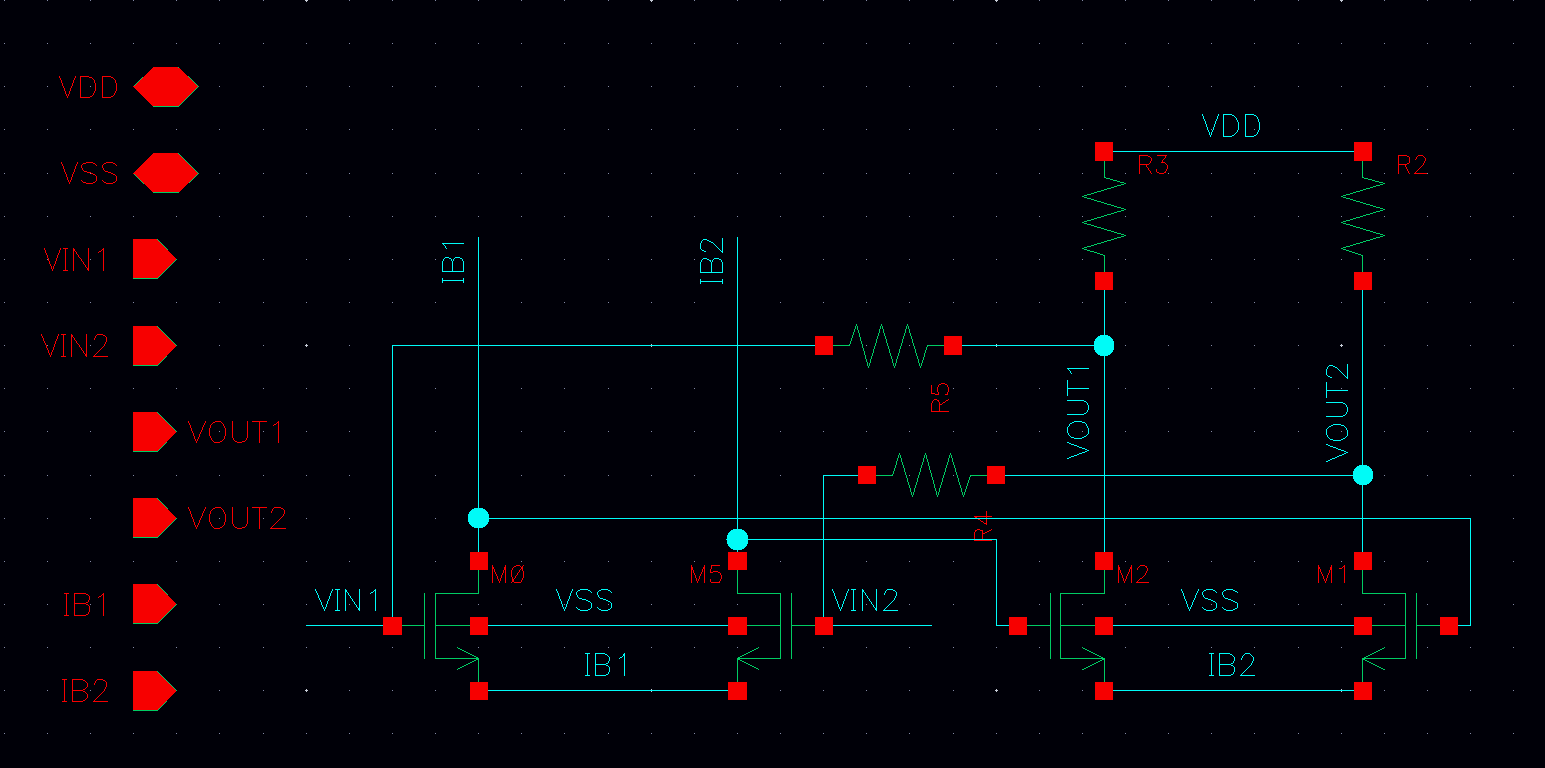 VDD
VSS
VIN1
VIN2
VOUT1
VOUT2
IB1
IB2
VDD
R3
R2
IB1
IB2
R5
VOUT1
VOUT2
R4
M0
M5
M2
M1
VIN1
VSS
VIN2
VSS
IB1
IB2